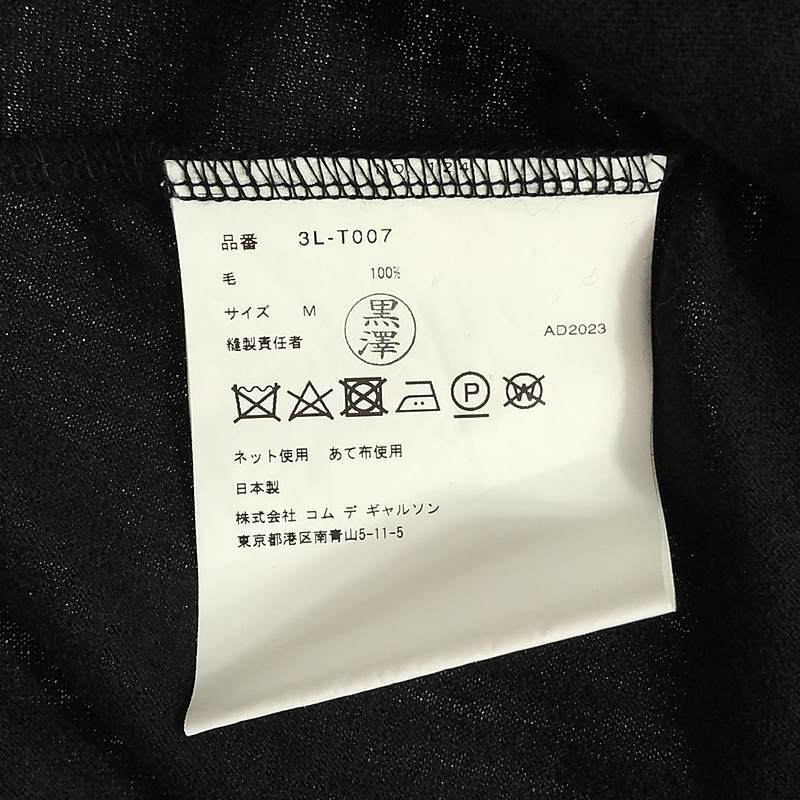 品番 3L-T007
毛 100%
サイズ M
縫製責任者 黒澤
AD2023
P W
ネット使用 あて布使用
日本製
株式会社 コム デ ギャルソン
東京都港区南青山5-11-5